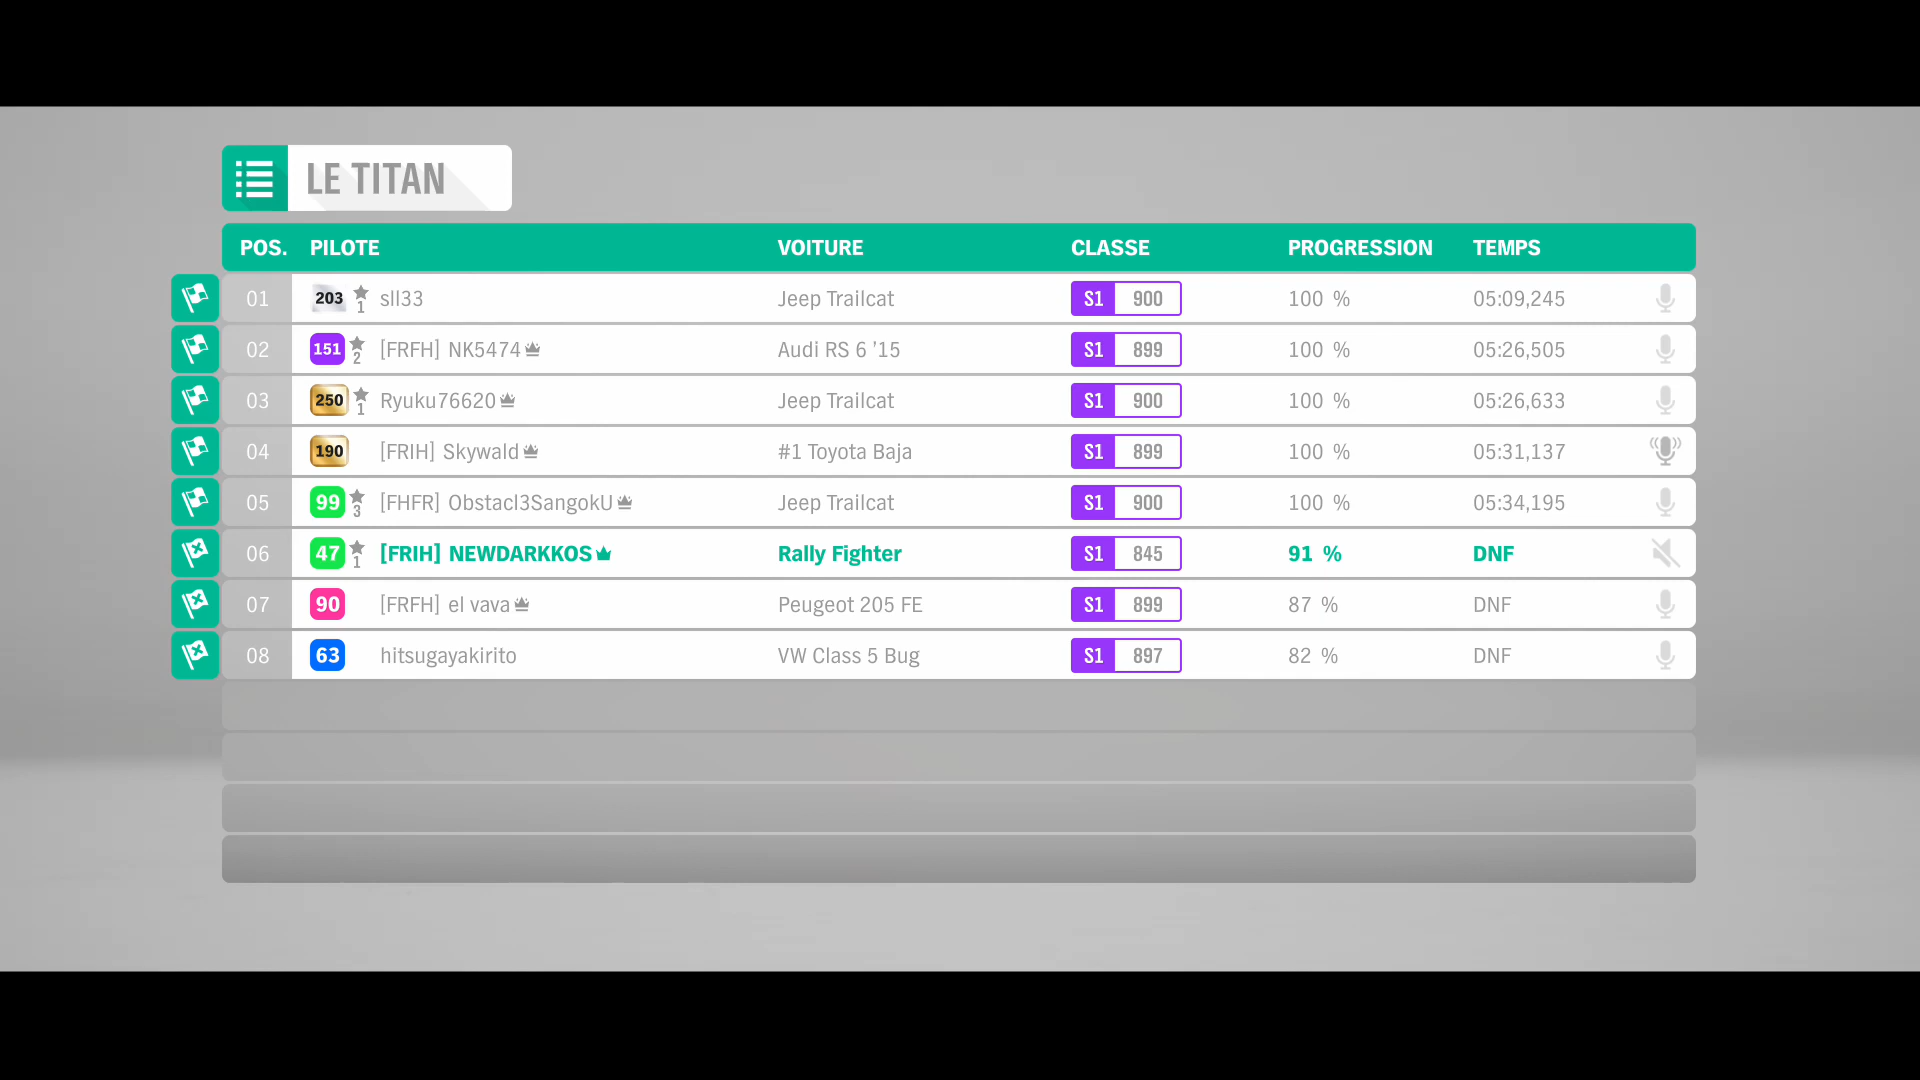 LE TITAN
POS. PILOTE VOITURE CLASSE PROGRESSION TEMPS
01 203 1 sll33 Jeep Trailcat S1 900 100 % 05:09,245
02 151 2 [FRFH] NK5474 Audi RS 6 ’15 S1 899 100 % 05:26,505
03 250 1 Ryuku76620 Jeep Trailcat S1 900 100 % 05:26,633
04 190 [FRIH] Skywald #1 Toyota Baja S1 899 100 % 05:31,137
05 99 3 [FHFR] Obstacl3SangokU Jeep Trailcat S1 900 100 % 05:34,195
06 47 1 [FRIH] NEWDARKKOS Rally Fighter S1 845 91 % DNF
07 90 [FRFH] el vava Peugeot 205 FE S1 899 87 % DNF
08 63 hitsugayakirito VW Class 5 Bug S1 897 82 % DNF